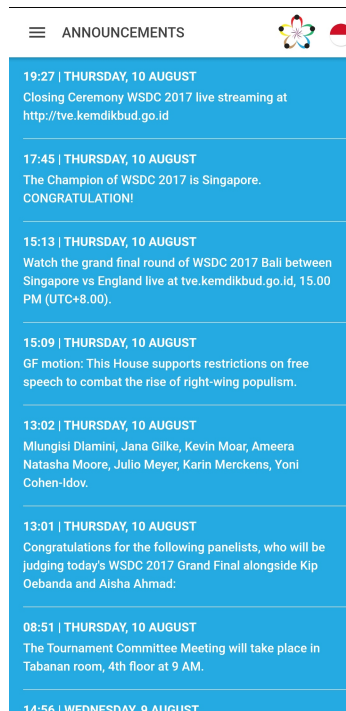 ANNOUNCEMENTS
19:27 | THURSDAY, 10 AUGUST
Closing Ceremony WSDC 2017 live streaming at
http://tve.kemdikbud.go.id
17:45 | THURSDAY, 10 AUGUST
The Champion of WSDC 2017 is Singapore.
CONGRATULATION!
15:13 | THURSDAY, 10 AUGUST
Watch the grand final round of WSDC 2017 Bali between
Singapore vs England live at tve.kemdikbud.go.id, 15.00
PM (UTC+8.00).
15:09 | THURSDAY, 10 AUGUST
GF motion: This House supports restrictions on free
speech to combat the rise of right-wing populism.
13:02 | THURSDAY, 10 AUGUST
Mlungisi Dlamini, Jana Gilke, Kevin Moar, Ameera
Natasha Moore, Julio Meyer, Karin Merckens, Yoni
Cohen-Idov.
13:01 | THURSDAY, 10 AUGUST
Congratulations for the following panelists, who will be
judging today's WSDC 2017 Grand Final alongside Kip
Oebanda and Aisha Ahmad:
08:51 | THURSDAY, 10 AUGUST
The Tournament Committee Meeting will take place in
Tabanan room, 4th floor at 9 AM.
14:56 | WEDNESDAY, 9 AUGUST